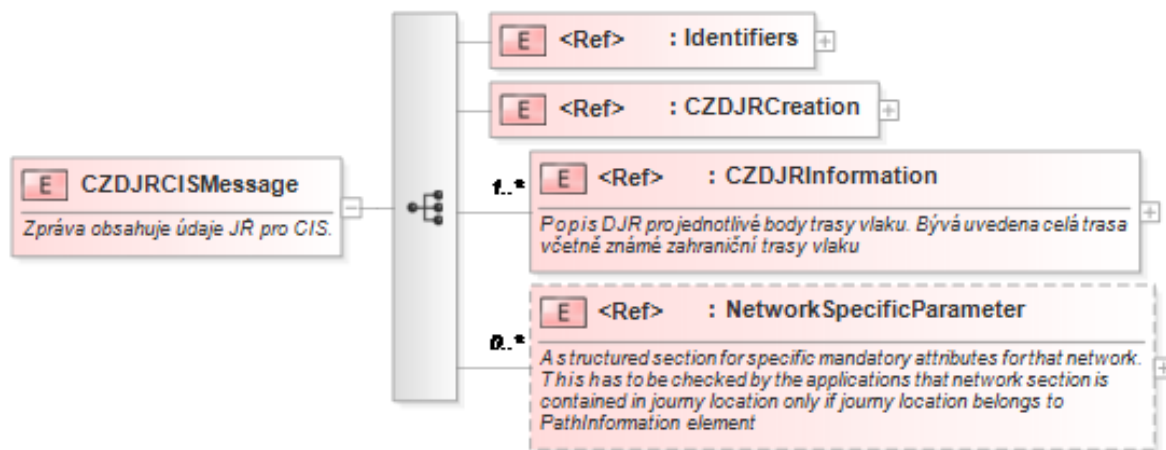 E <Ref> : Identifiers
E <Ref> : CZDJRCreation
E CZDJRCISMessage
Zpráva obsahuje údaje JŘ pro CIS.
1..*
E <Ref> : CZDJRInformation
Popis DJR pro jednotlivé body trasy vlaku. Bývá uvedena celá trasa
včetně známé zahraniční trasy vlaku
0..*
E <Ref> : NetworkSpecificParameter
A structured section for specific mandatory attributes for that network.
This has to be checked by the applications that network section is
contained in journy location only if journy location belongs to
PathInformation element